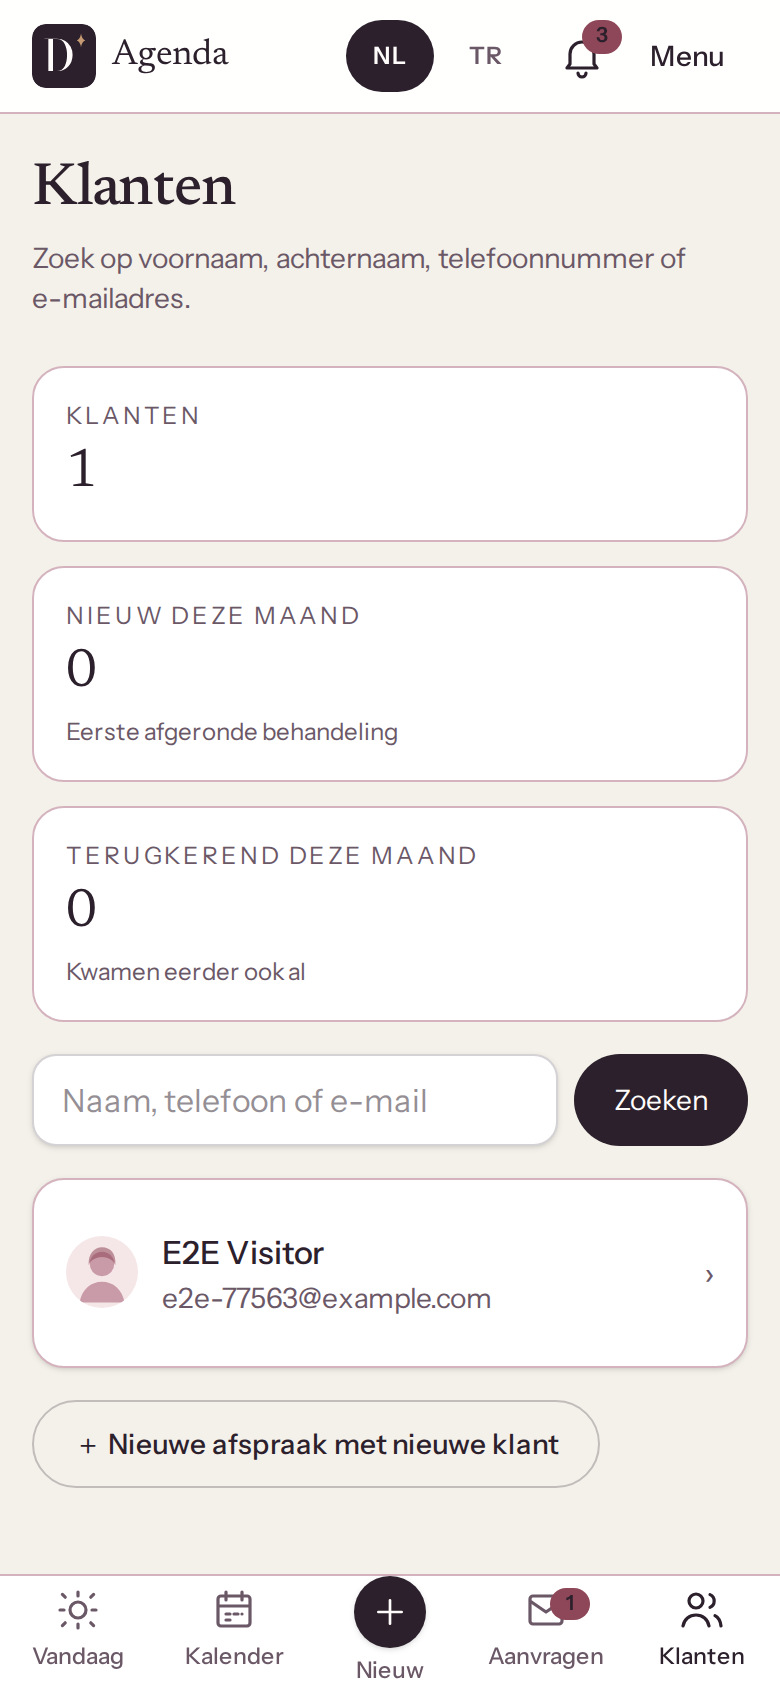 D Agenda NL TR 3 Menu
Klanten
Zoek op voornaam, achternaam, telefoonnummer of
e-mailadres.
KLANTEN
1
NIEUW DEZE MAAND
0
Eerste afgeronde behandeling
TERUGKEREND DEZE MAAND
0
Kwamen eerder ook al
Naam, telefoon of e-mail Zoeken
E2E Visitor
e2e-77563@example.com
›
+ Nieuwe afspraak met nieuwe klant
1
Vandaag Kalender Nieuw Aanvragen Klanten